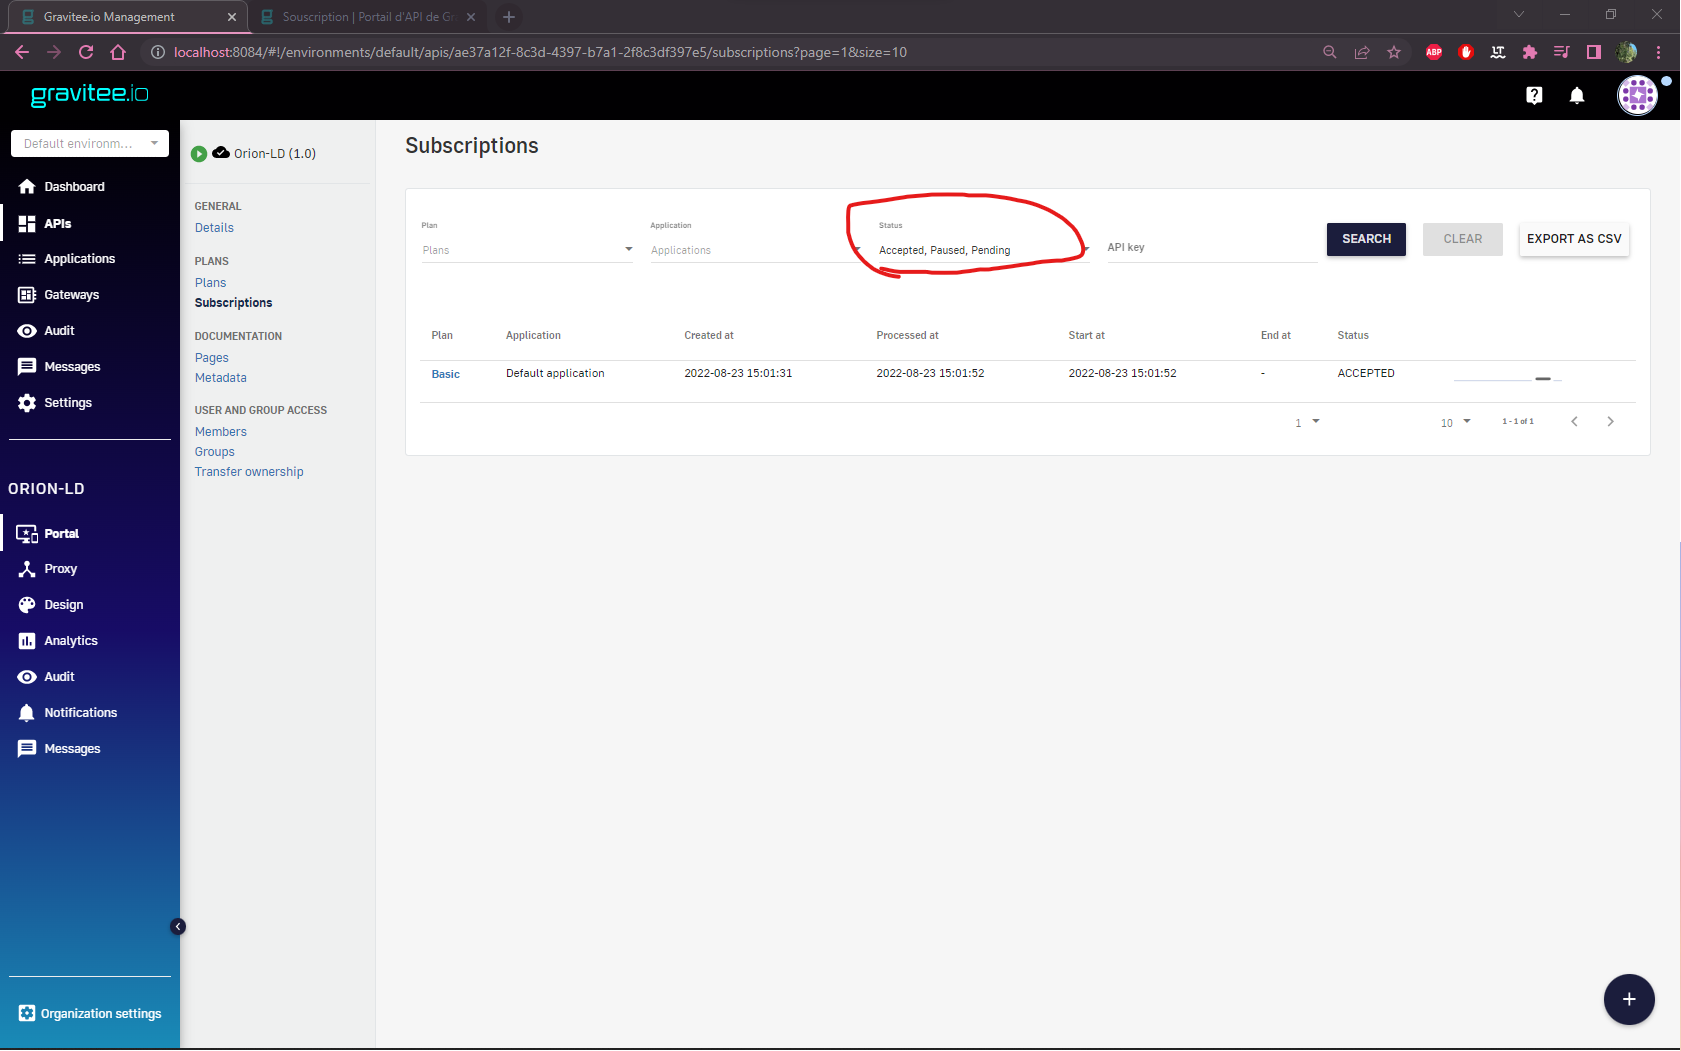 Gravitee.io Management
Souscription | Portail d'API de Gr
localhost:8084/#!/environments/default/apis/ae37a12f-8c3d-4397-b7a1-2f8c3df397e5/subscriptions?page=1&size=10
ABP
LT
gravitee.io
Default environm...
Dashboard
APIs
Applications
Gateways
Audit
Messages
Settings
ORION-LD
Portal
Proxy
Design
Analytics
Audit
Notifications
Messages
Organization settings
Orion-LD (1.0)
GENERAL
Details
PLANS
Plans
Subscriptions
DOCUMENTATION
Pages
Metadata
USER AND GROUP ACCESS
Members
Groups
Transfer ownership
Subscriptions
Plan
Plans
Application
Applications
Status
Accepted, Paused, Pending
API key
SEARCH
CLEAR
EXPORT AS CSV
Plan Application Created at Processed at Start at End at Status
Basic Default application 2022-08-23 15:01:31 2022-08-23 15:01:52 2022-08-23 15:01:52 - ACCEPTED
1 10 1 - 1 of 1